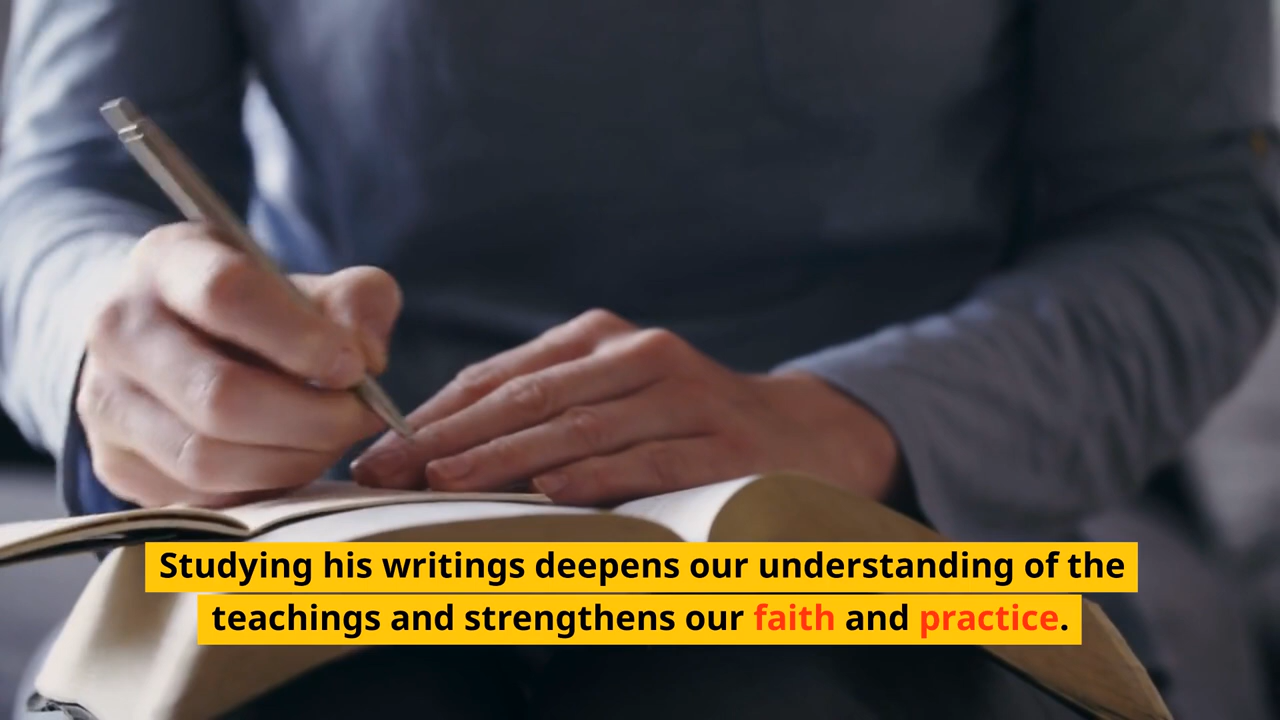 Studying his writings deepens our understanding of the
teachings and strengthens our faith and practice.